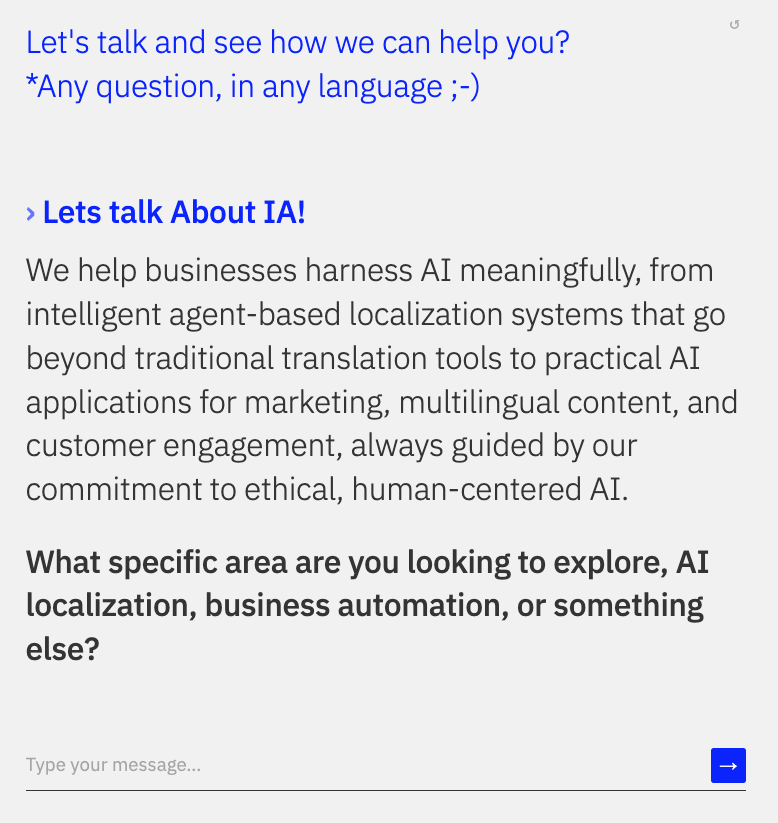 ↺
Let's talk and see how we can help you?
*Any question, in any language ;-)
› Lets talk About IA!
We help businesses harness AI meaningfully, from
intelligent agent-based localization systems that go
beyond traditional translation tools to practical AI
applications for marketing, multilingual content, and
customer engagement, always guided by our
commitment to ethical, human-centered AI.
What specific area are you looking to explore, AI
localization, business automation, or something
else?
Type your message...
→